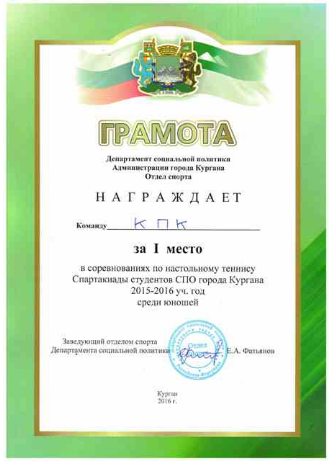 ГРАМОТА
Департамент социальной политики
Администрации города Кургана
Отдел спорта
НАГРАЖДАЕТ
Команду КПК
за I место
в соревнованиях по настольному теннису
Спартакиады студентов СПО города Кургана
2015-2016 уч. год
среди юношей
Заведующий отделом спорта
Департамента социальной политики Е.А. Фатьянов
Отдел
Курган
2016 г.